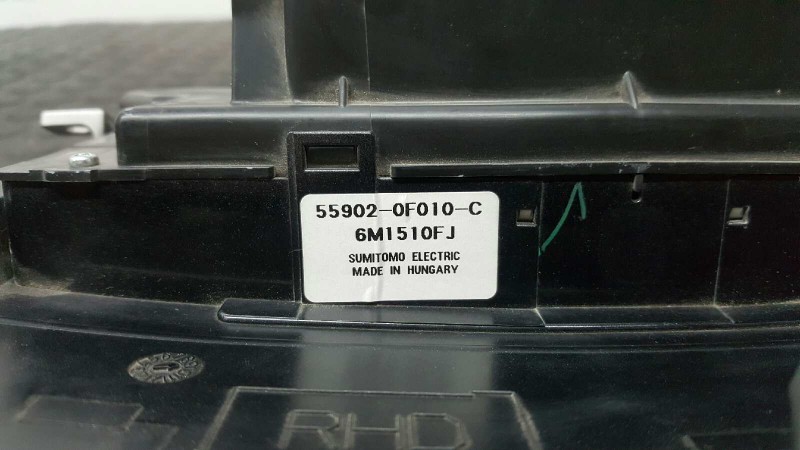 55902-0F010-C
6M1510FJ
SUMITOMO ELECTRIC
MADE IN HUNGARY
RHD